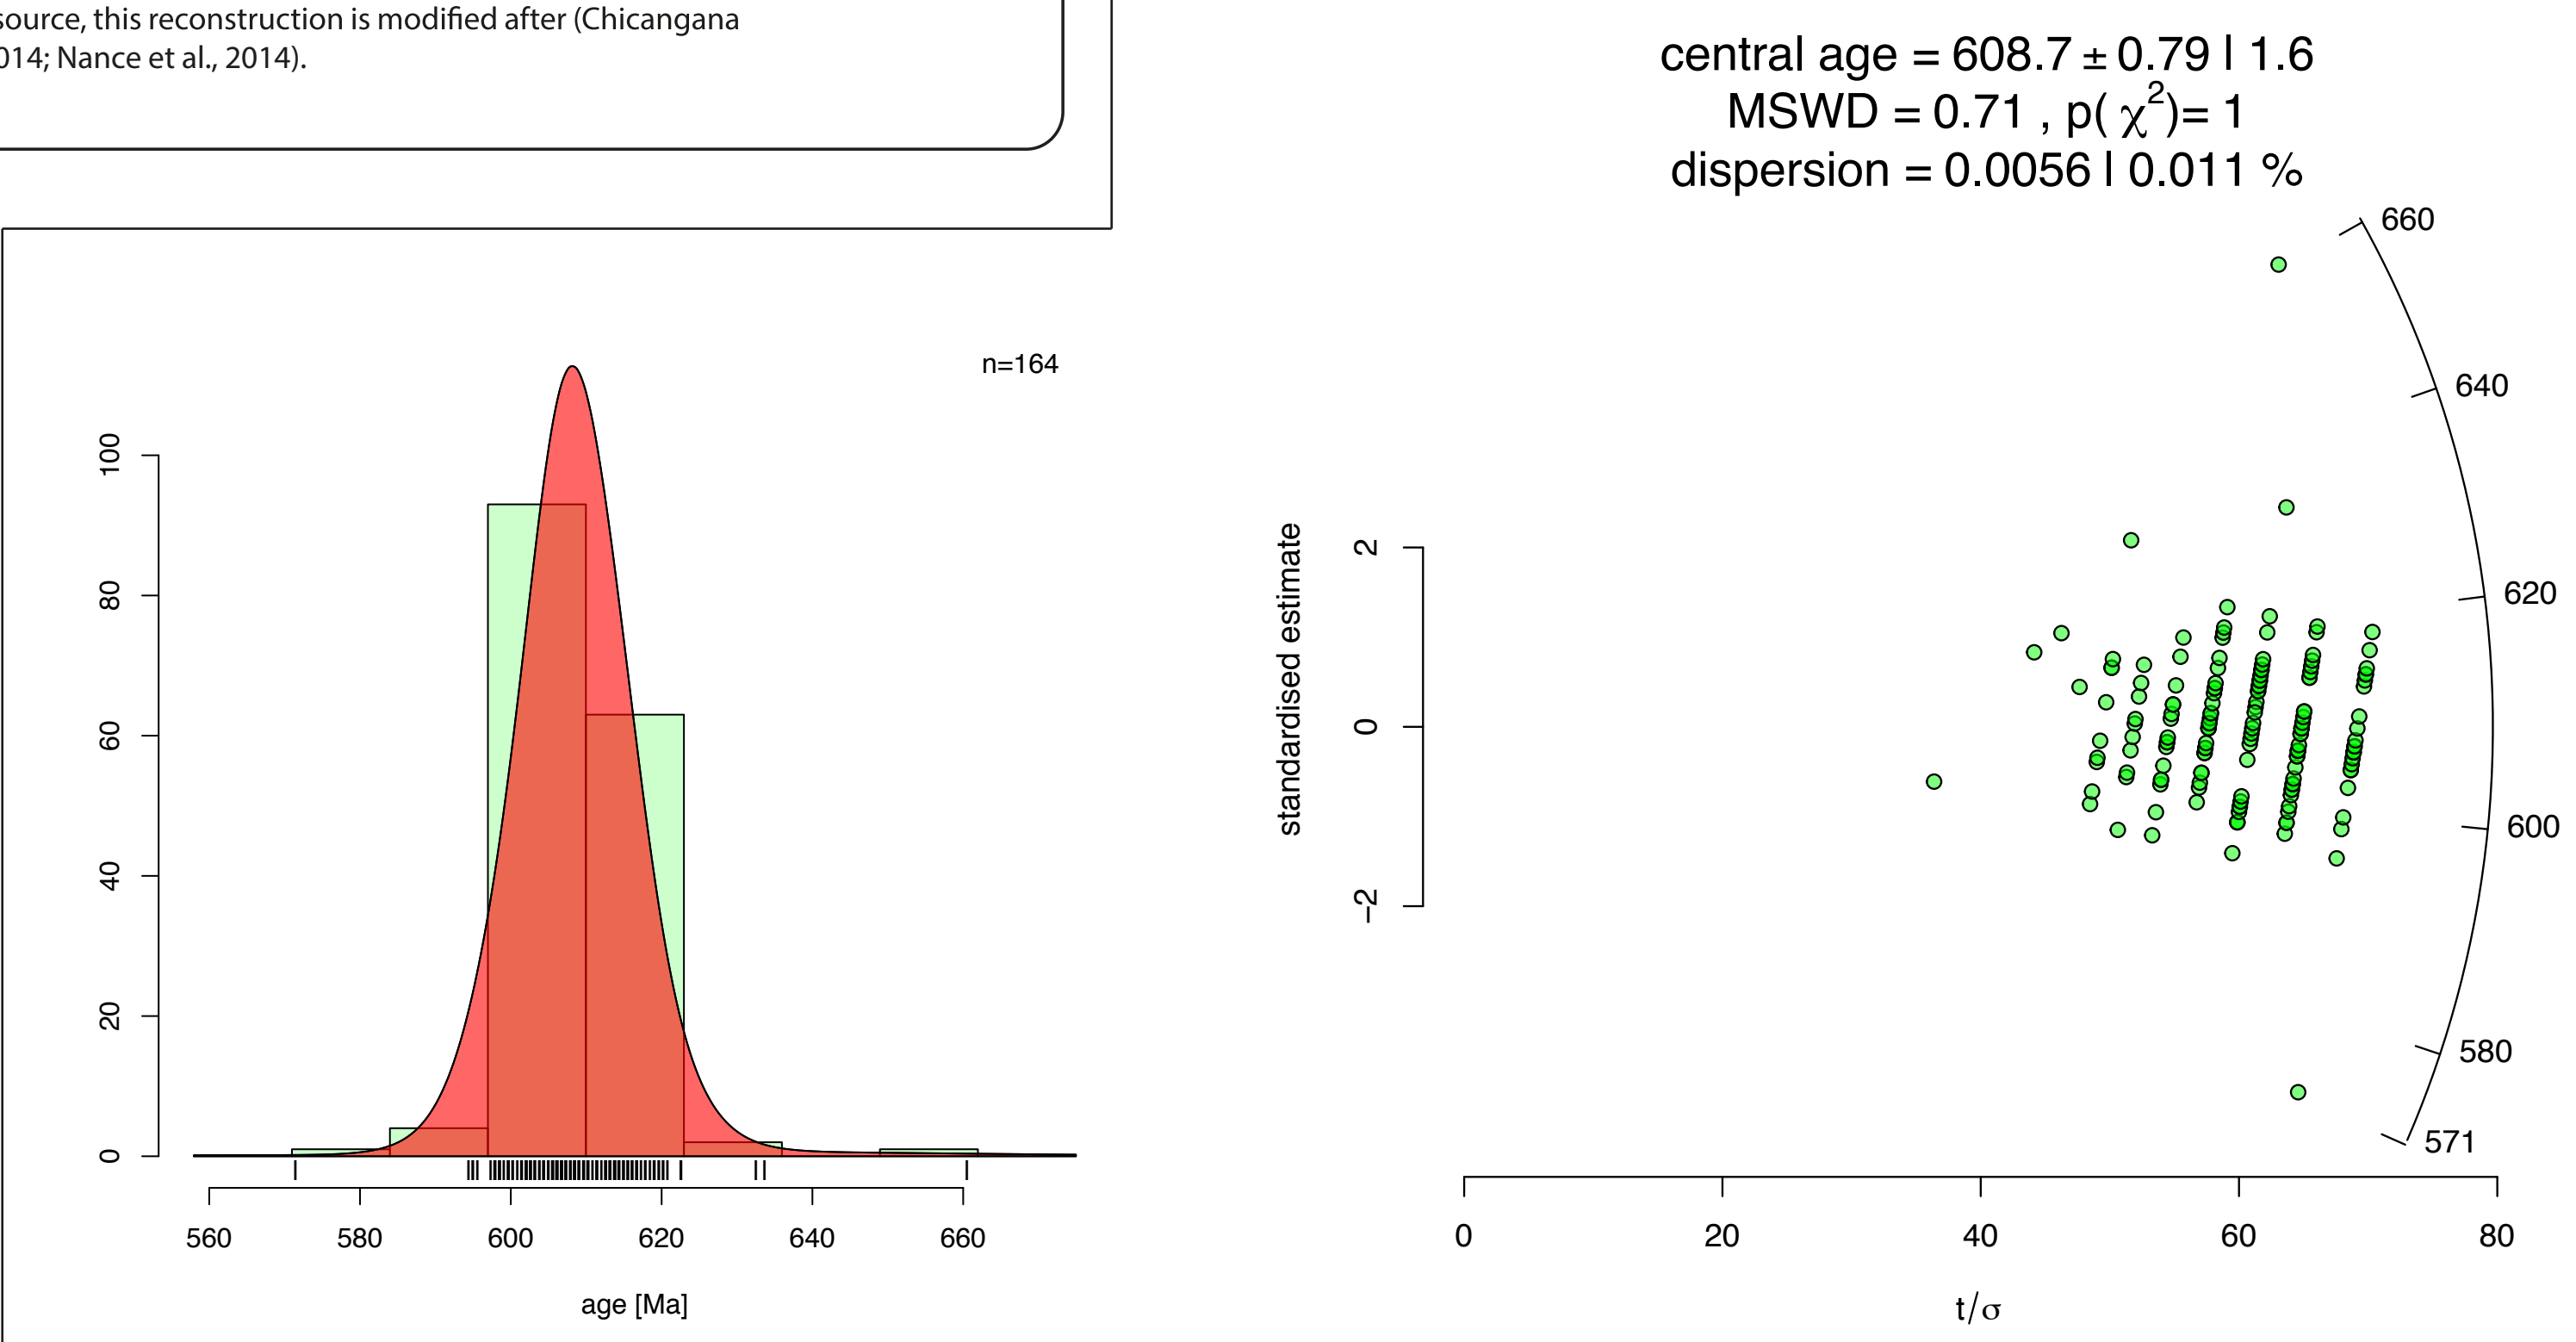 source, this reconstruction is modified after (Chicangana
014; Nance et al., 2014).
n=164
100
80
60
40
20
0
560 580 600 620 640 660
age [Ma]
central age = 608.7 ± 0.79 | 1.6
MSWD = 0.71 , p( χ²)= 1
dispersion = 0.0056 | 0.011 %
660
640
620
600
580
571
standardised estimate
2
0
−2
0 20 40 60 80
t/σ